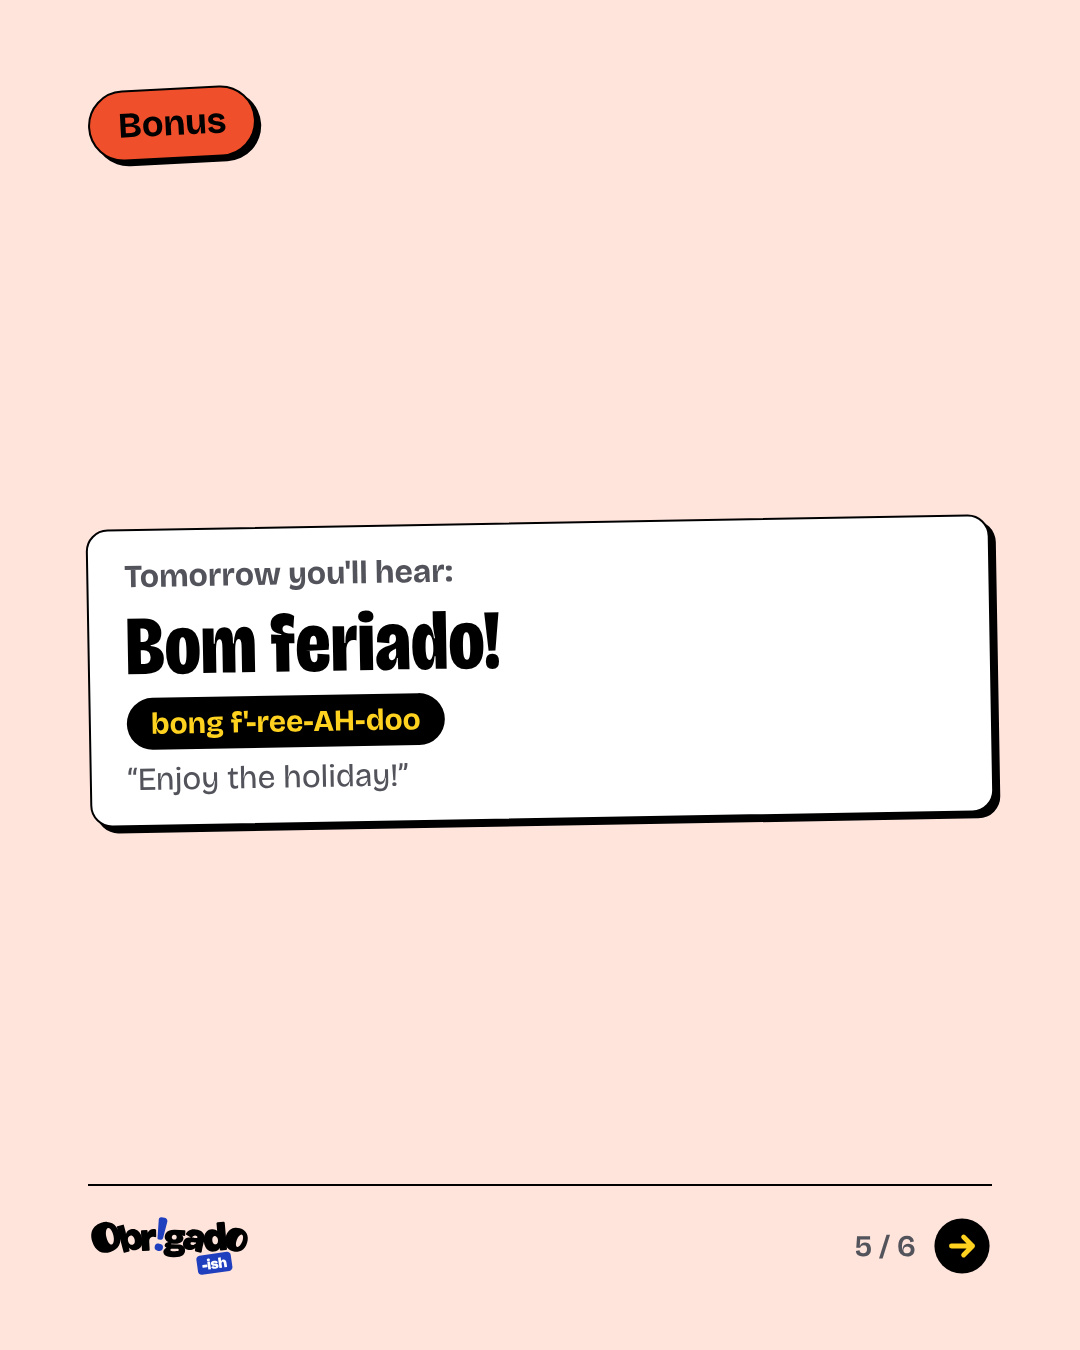 Bonus
Tomorrow you'll hear:
Bom feriado!
bong f'-ree-AH-doo
“Enjoy the holiday!”
Obr!gado
-ish
5 / 6